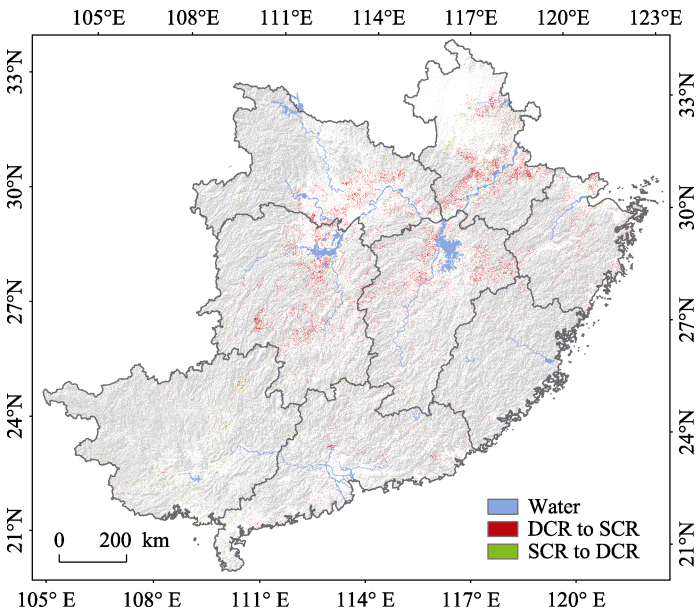 105°E 108°E 111°E 114°E 117°E 120°E 123°E
33°N
30°N
27°N
24°N
21°N
33°N
30°N
27°N
24°N
21°N
Water
DCR to SCR
SCR to DCR
0 200 km
105°E 108°E 111°E 114°E 117°E 120°E